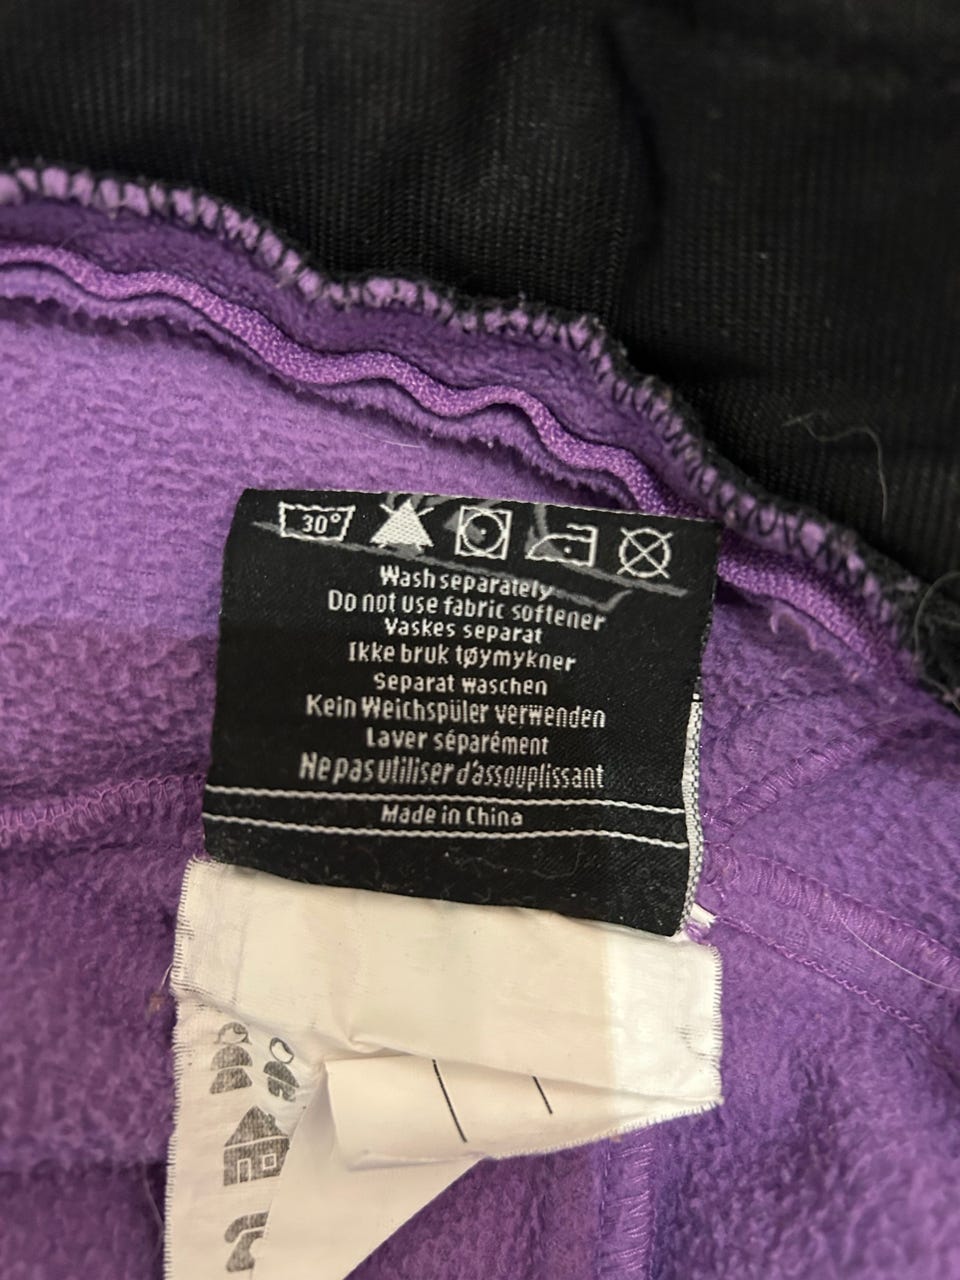 30°
Wash separately
Do not use fabric softener
Vaskes separat
Ikke bruk tøymykner
Separat waschen
Kein Weichspüler verwenden
Laver séparément
Ne pas utiliser d'assouplissant
Made in China